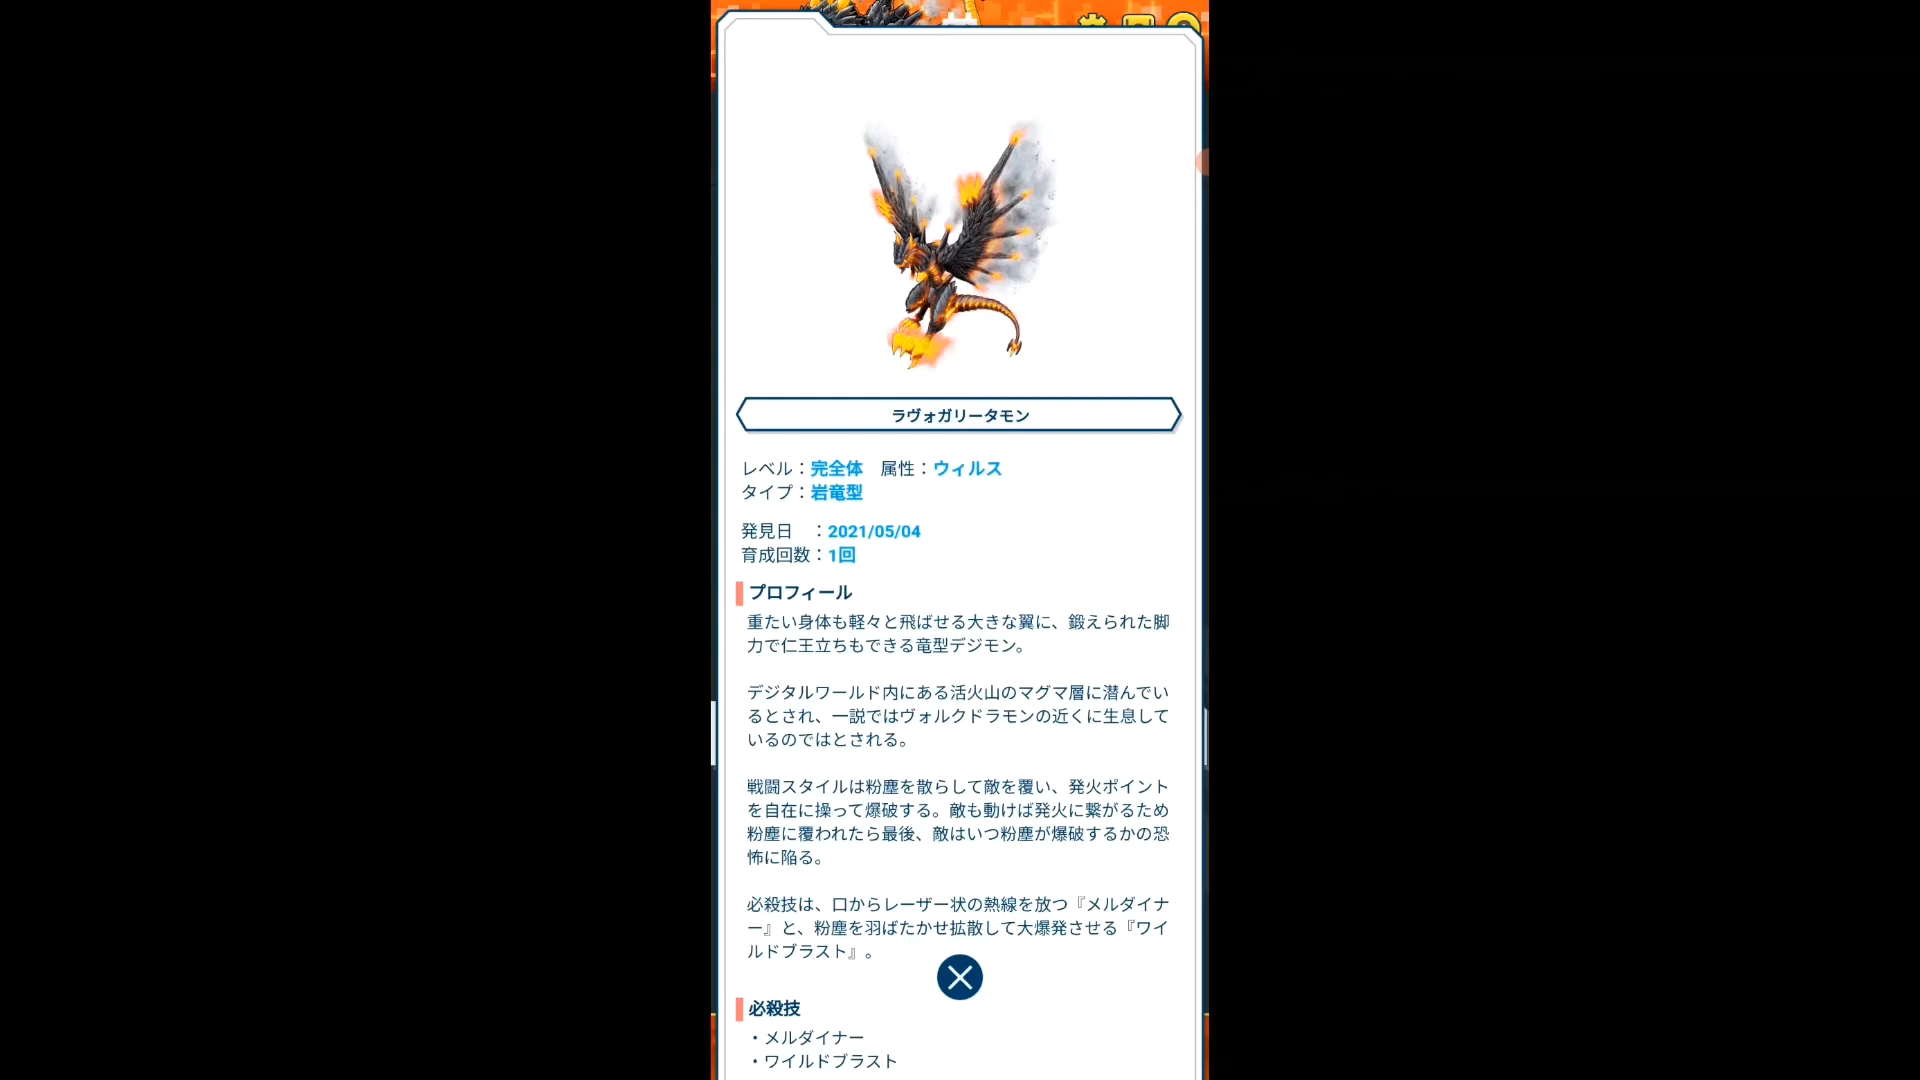 ラヴォガリータモン
レベル：完全体　属性：ウィルス
タイプ：岩竜型
発見日　：2021/05/04
育成回数：1回
プロフィール
重たい身体も軽々と飛ばせる大きな翼に、鍛えられた脚
力で仁王立ちもできる竜型デジモン。
デジタルワールド内にある活火山のマグマ層に潜んでい
るとされ、一説ではヴォルクドラモンの近くに生息して
いるのではとされる。
戦闘スタイルは粉塵を散らして敵を覆い、発火ポイント
を自在に操って爆破する。敵も動けば発火に繋がるため
粉塵に覆われたら最後、敵はいつ粉塵が爆破するかの恐
怖に陥る。
必殺技は、口からレーザー状の熱線を放つ『メルダイナ
ー』と、粉塵を羽ばたかせ拡散して大爆発させる『ワイ
ルドブラスト』。
必殺技
・メルダイナー
・ワイルドブラスト